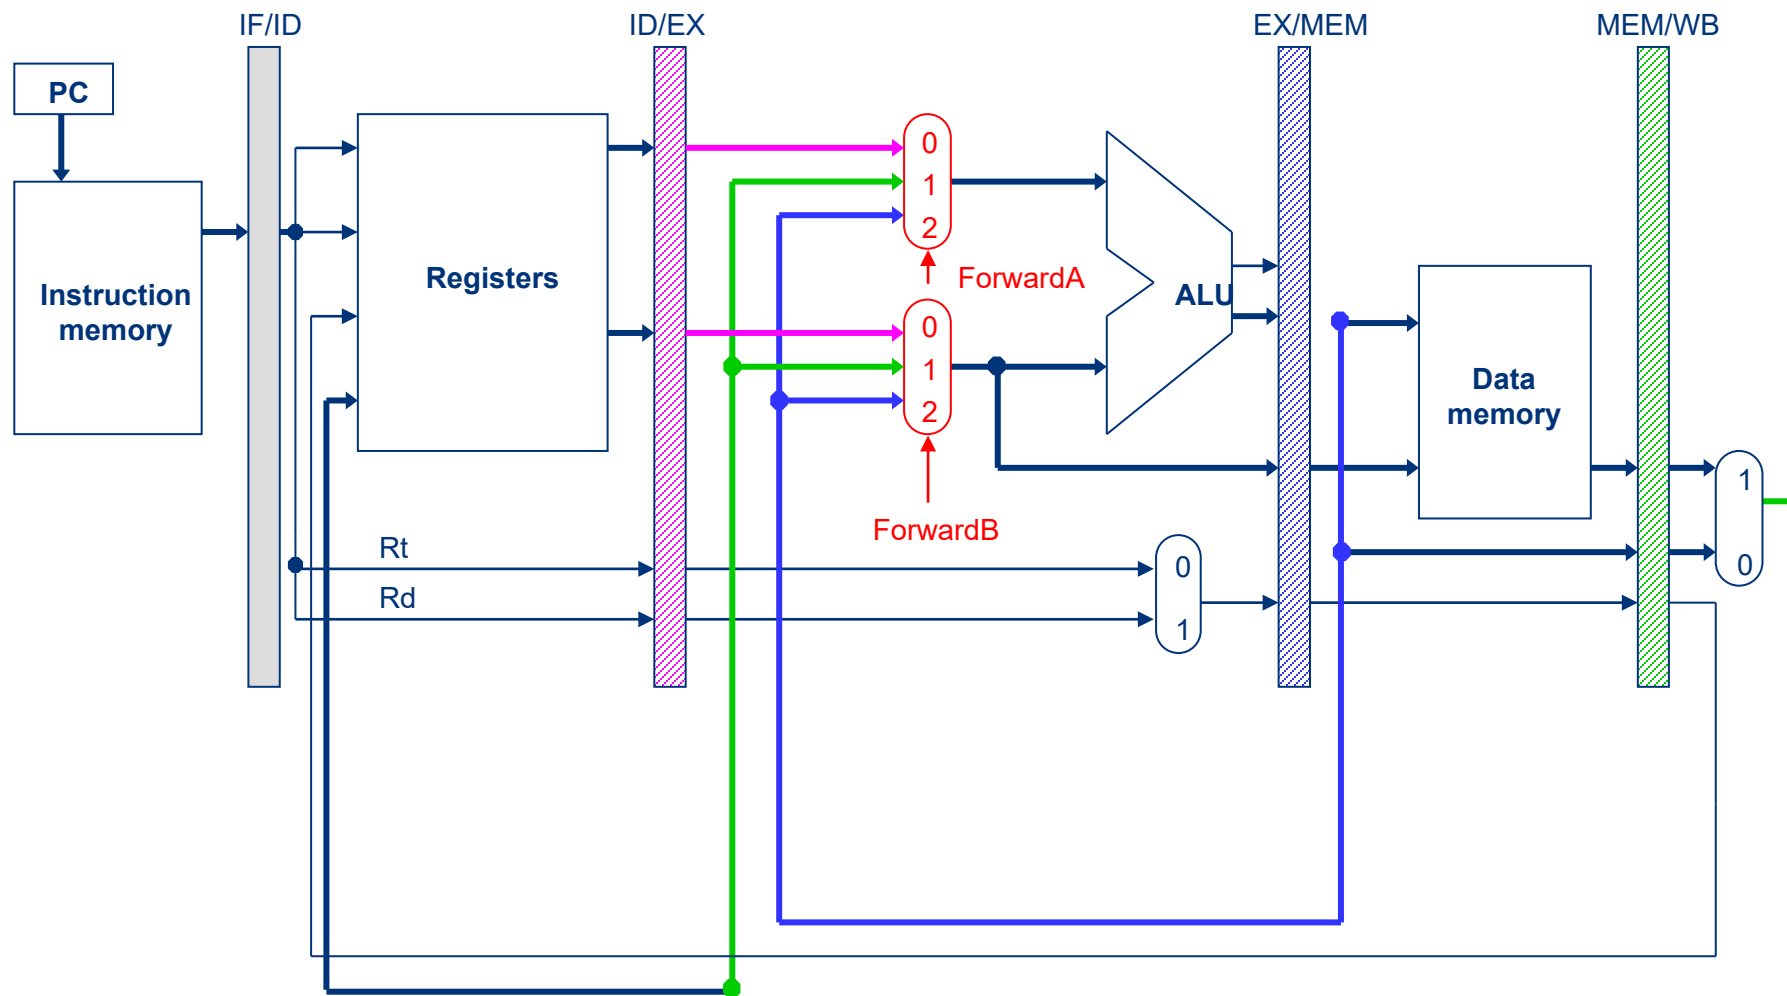 IF/ID
ID/EX
EX/MEM
MEM/WB
PC
Instruction
memory
Registers
0
1
2
ForwardA
0
1
2
ForwardB
ALU
Data
memory
1
0
Rt
Rd
0
1